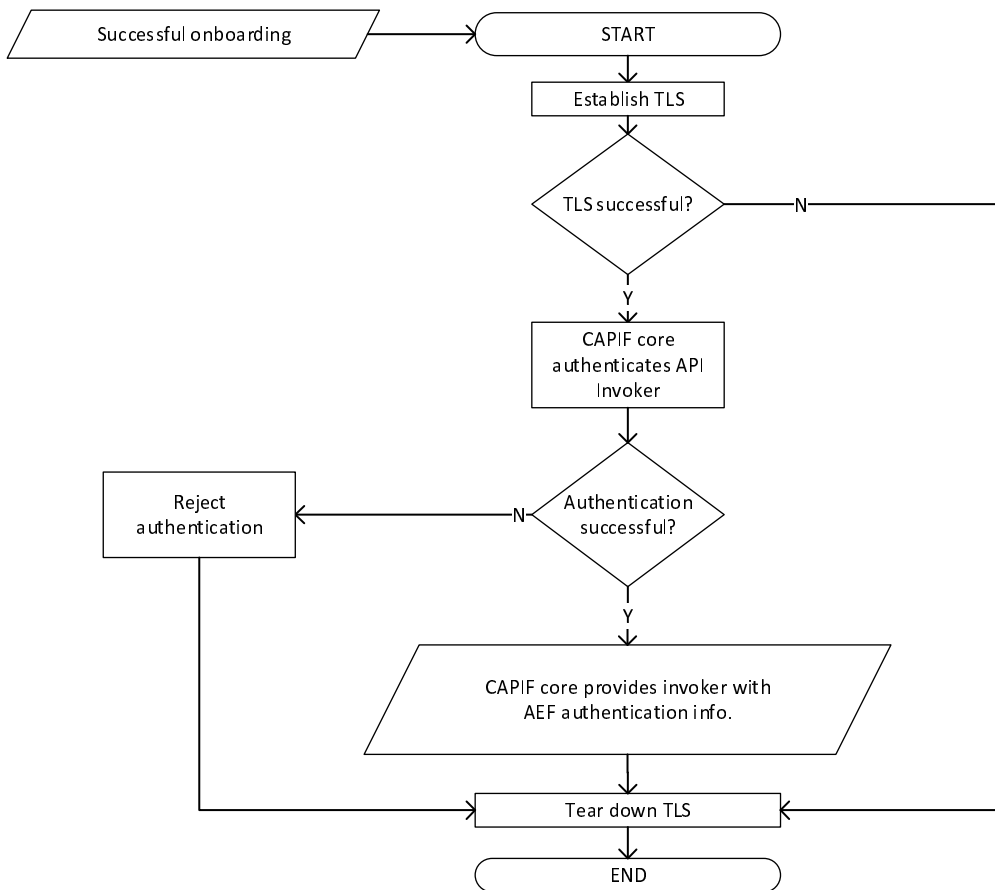 Successful onboarding
START
Establish TLS
TLS successful?
N
Y
CAPIF core
authenticates API
Invoker
Authentication
successful?
N
Reject
authentication
Y
CAPIF core provides invoker with
AEF authentication info.
Tear down TLS
END